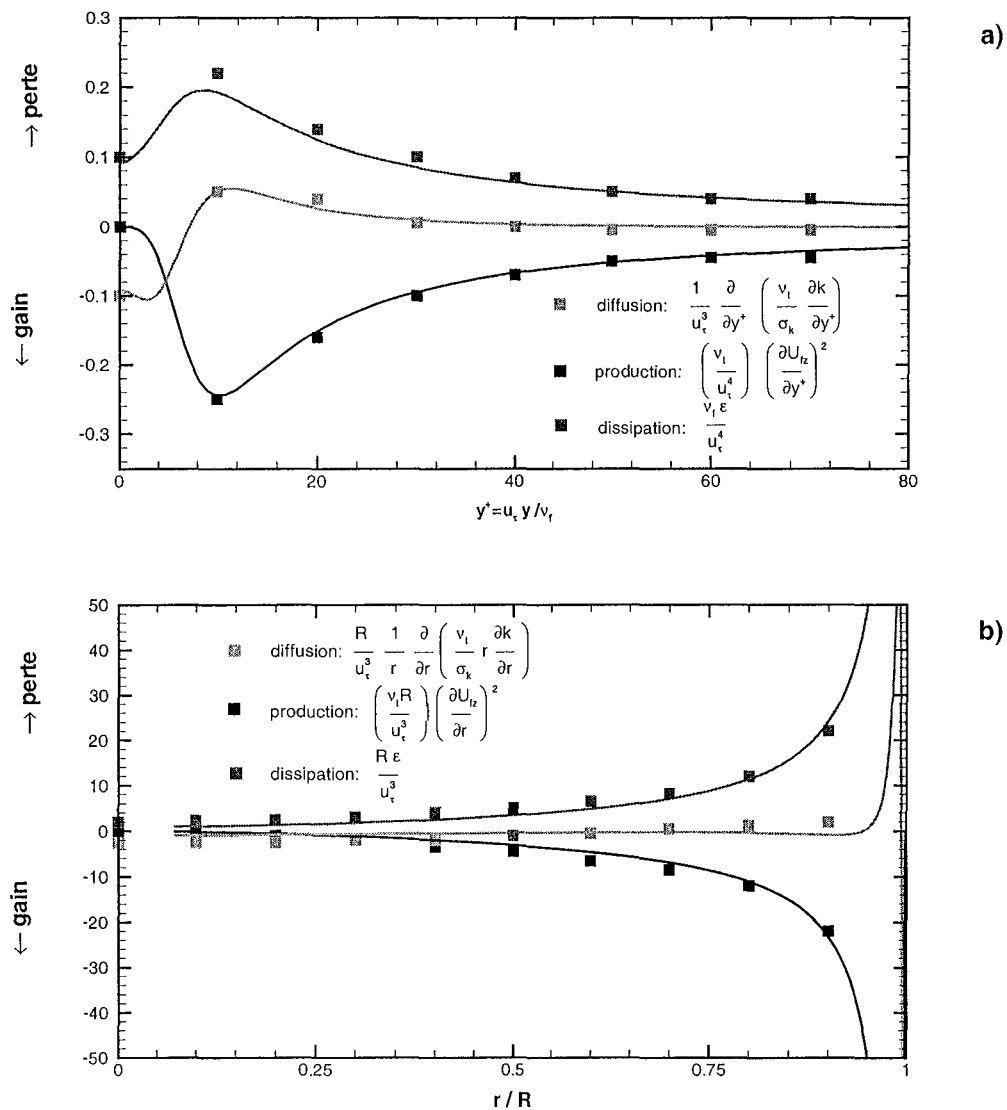 a)
0.3
0.2
0.1
0
-0.1
-0.2
-0.3
→ perte
← gain
diffusion: 1/u_τ^3 ∂/∂y⁺ (ν_t/σ_k ∂k/∂y⁺)
production: (ν_t/u_τ^4) (∂U_fz/∂y⁺)^2
dissipation: ν_f ε/u_τ^4
0 20 40 60 80
y⁺=u_τ y/ν_f
b)
50
40
30
20
10
0
-10
-20
-30
-40
-50
→ perte
← gain
diffusion: R/u_τ^3 1/r ∂/∂r (ν_t/σ_k r ∂k/∂r)
production: (ν_t R/u_τ^3) (∂U_fz/∂r)^2
dissipation: R ε/u_τ^3
0 0.25 0.5 0.75 1
r / R